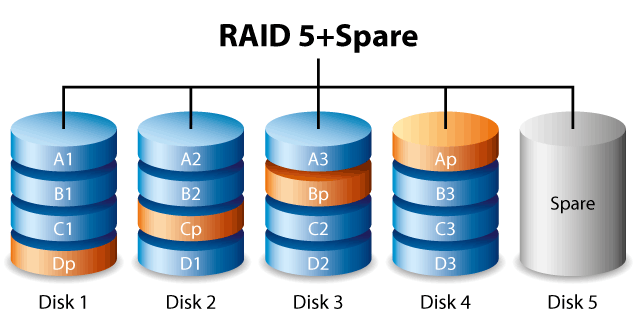 RAID 5+Spare
A1 A2 A3 Ap
B1 B2 Bp B3
C1 Cp C2 C3
Dp D1 D2 D3
Spare
Disk 1 Disk 2 Disk 3 Disk 4 Disk 5